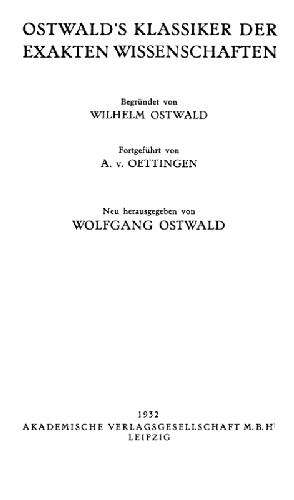 OSTWALD'S KLASSIKER DER
EXAKTEN WISSENSCHAFTEN
Begründet von
WILHELM OSTWALD
Fortgeführt von
A. v. OETTINGEN
Neu herausgegeben von
WOLFGANG OSTWALD
1932
AKADEMISCHE VERLAGSGESELLSCHAFT M.B.H.
LEIPZIG